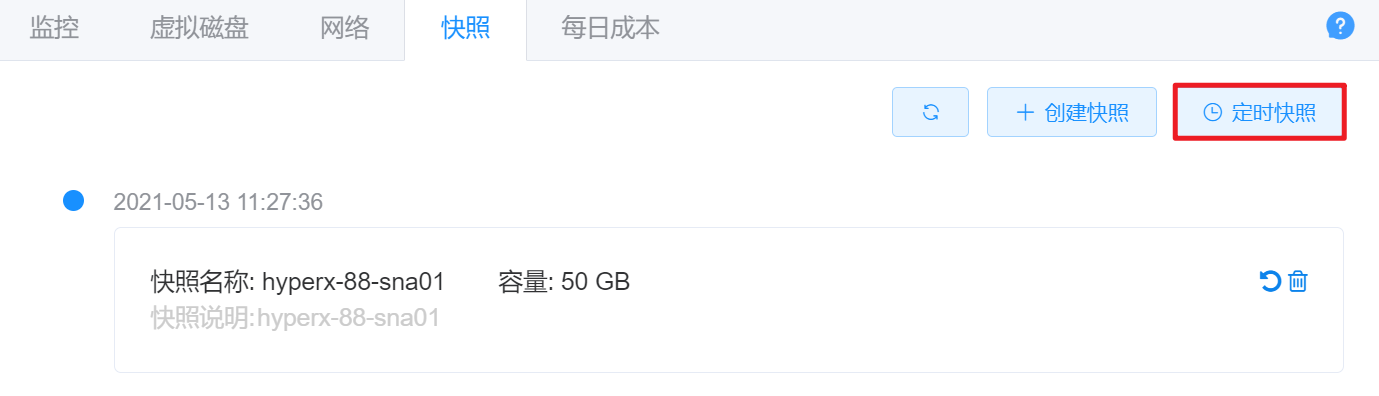 监控 虚拟磁盘 网络 快照 每日成本
创建快照 定时快照
2021-05-13 11:27:36
快照名称: hyperx-88-sna01 容量: 50 GB
快照说明:hyperx-88-sna01